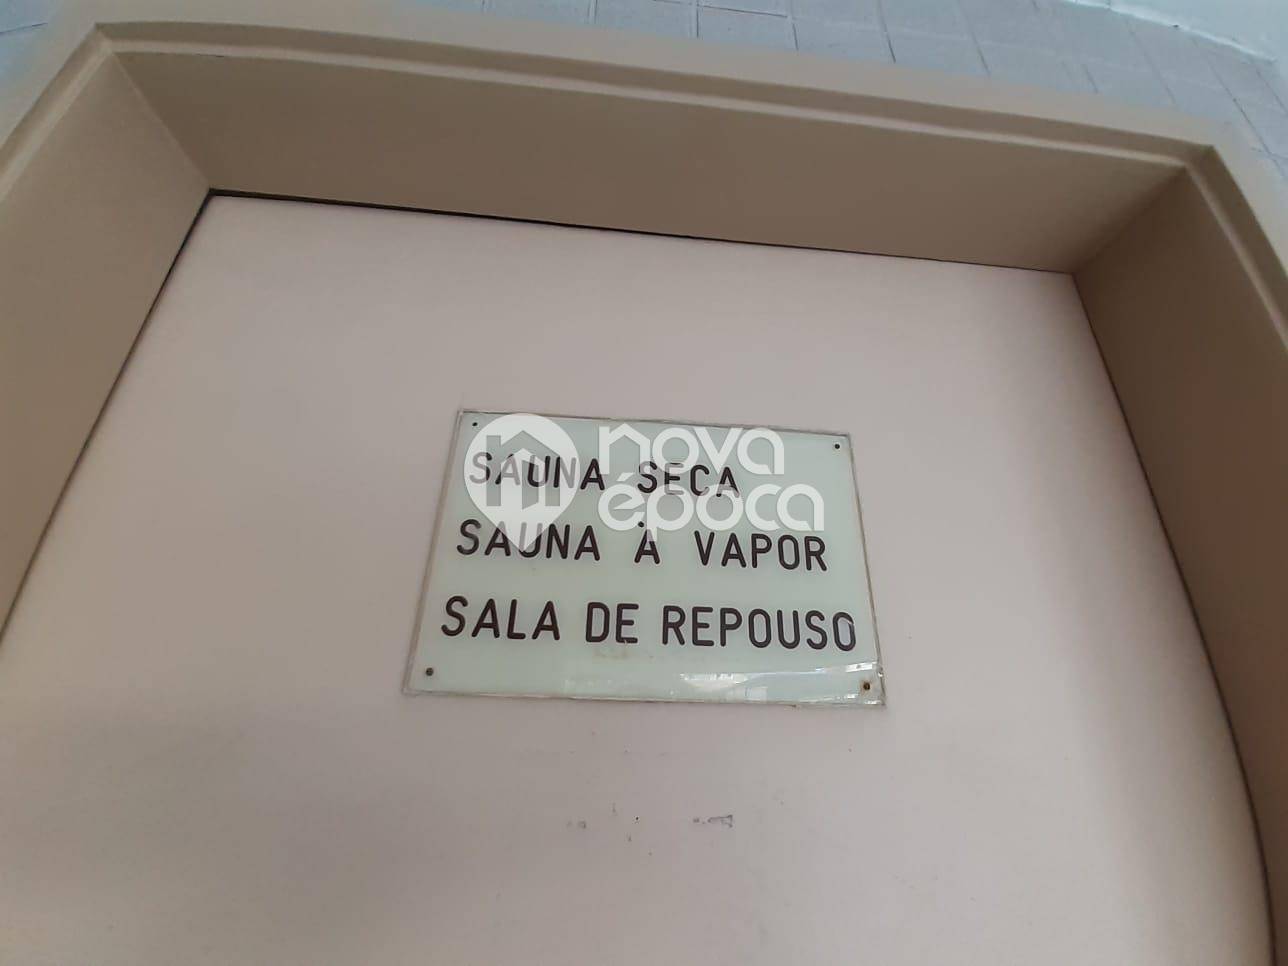 SAUNA SECA
SAUNA À VAPOR
SALA DE REPOUSO
nova
época